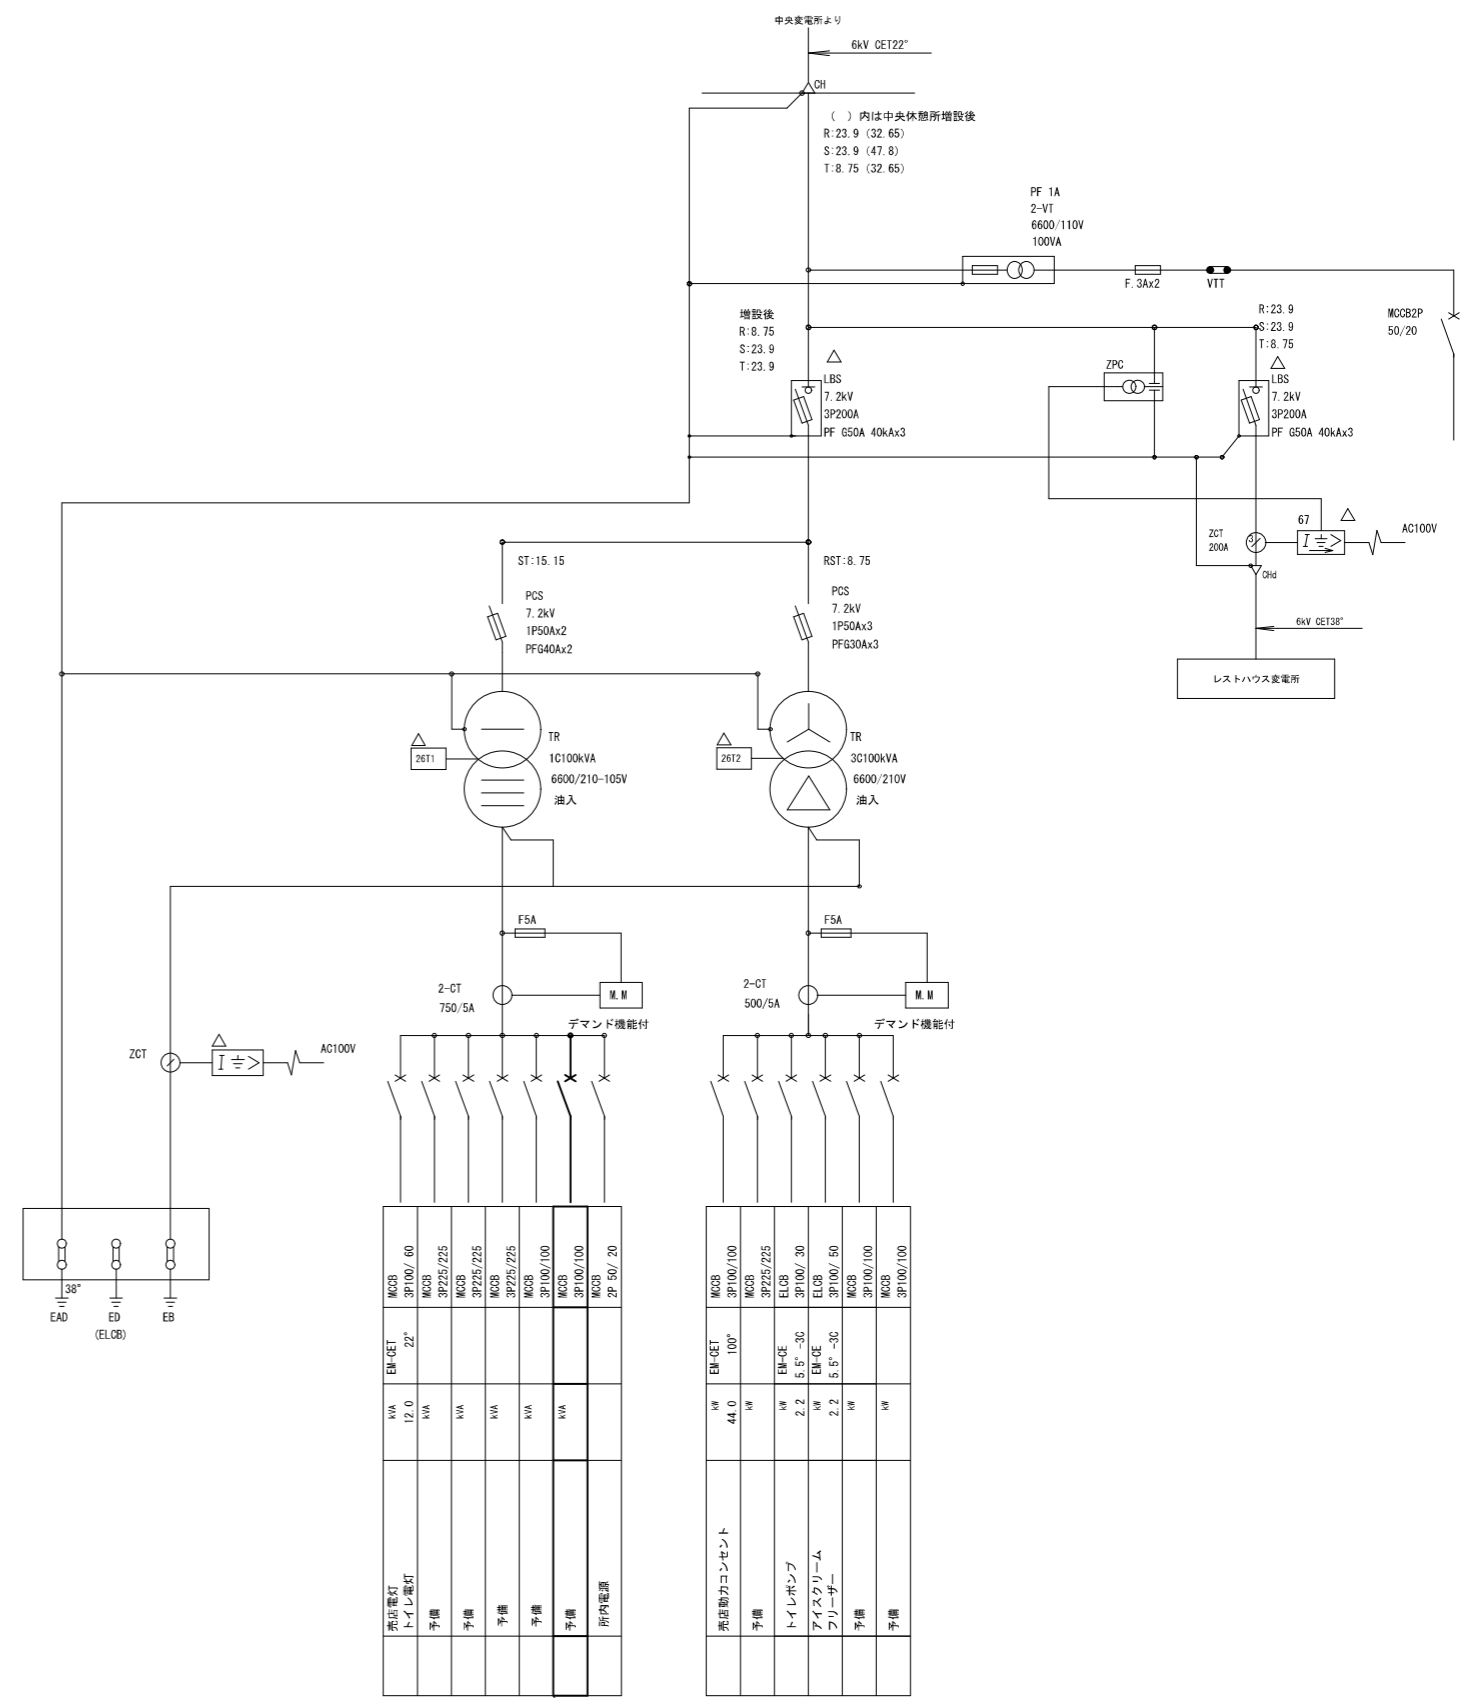 中央変電所より
6kV CET22°
CH
（　）内は中央休憩所増設後
R:23.9 (32.65)
S:23.9 (47.8)
T:8.75 (32.65)
PF 1A
2-VT
6600/110V
100VA
F.3Ax2
VTT
MCCB2P
50/20
増設後
R:8.75
S:23.9
T:23.9
LBS
7.2kV
3P200A
PF G50A 40kAx3
ZPC
R:23.9
S:23.9
T:8.75
LBS
7.2kV
3P200A
PF G50A 40kAx3
ZCT
200A
3
67
I
AC100V
CHd
6kV CET38°
レストハウス変電所
ST:15.15
RST:8.75
PCS
7.2kV
1P50Ax2
PFG40Ax2
PCS
7.2kV
1P50Ax3
PFG30Ax3
26T1
TR
1C100kVA
6600/210-105V
油入
26T2
TR
3C100kVA
6600/210V
油入
F5A
2-CT
750/5A
M.M
デマンド機能付
F5A
2-CT
500/5A
M.M
デマンド機能付
ZCT
I
AC100V
38°
EAD
ED
(ELCB)
EB
MCCB
3P100/ 60
EM-CET
22°
kVA
12.0
売店電灯
トイレ電灯
MCCB
3P225/225
kVA
予備
MCCB
3P225/225
kVA
予備
MCCB
3P225/225
kVA
予備
MCCB
3P100/100
kVA
予備
MCCB
3P100/100
kVA
予備
MCCB
2P 50/ 20
所内電源
MCCB
3P100/100
EM-CET
100°
kW
44.0
売店動力コンセント
MCCB
3P225/225
kW
予備
ELCB
3P100/ 30
EM-CE
5.5° -3C
kW
2.2
トイレポンプ
ELCB
3P100/ 50
EM-CE
5.5° -3C
kW
2.2
アイスクリーム
フリーザー
MCCB
3P100/100
kW
予備
MCCB
3P100/100
kW
予備